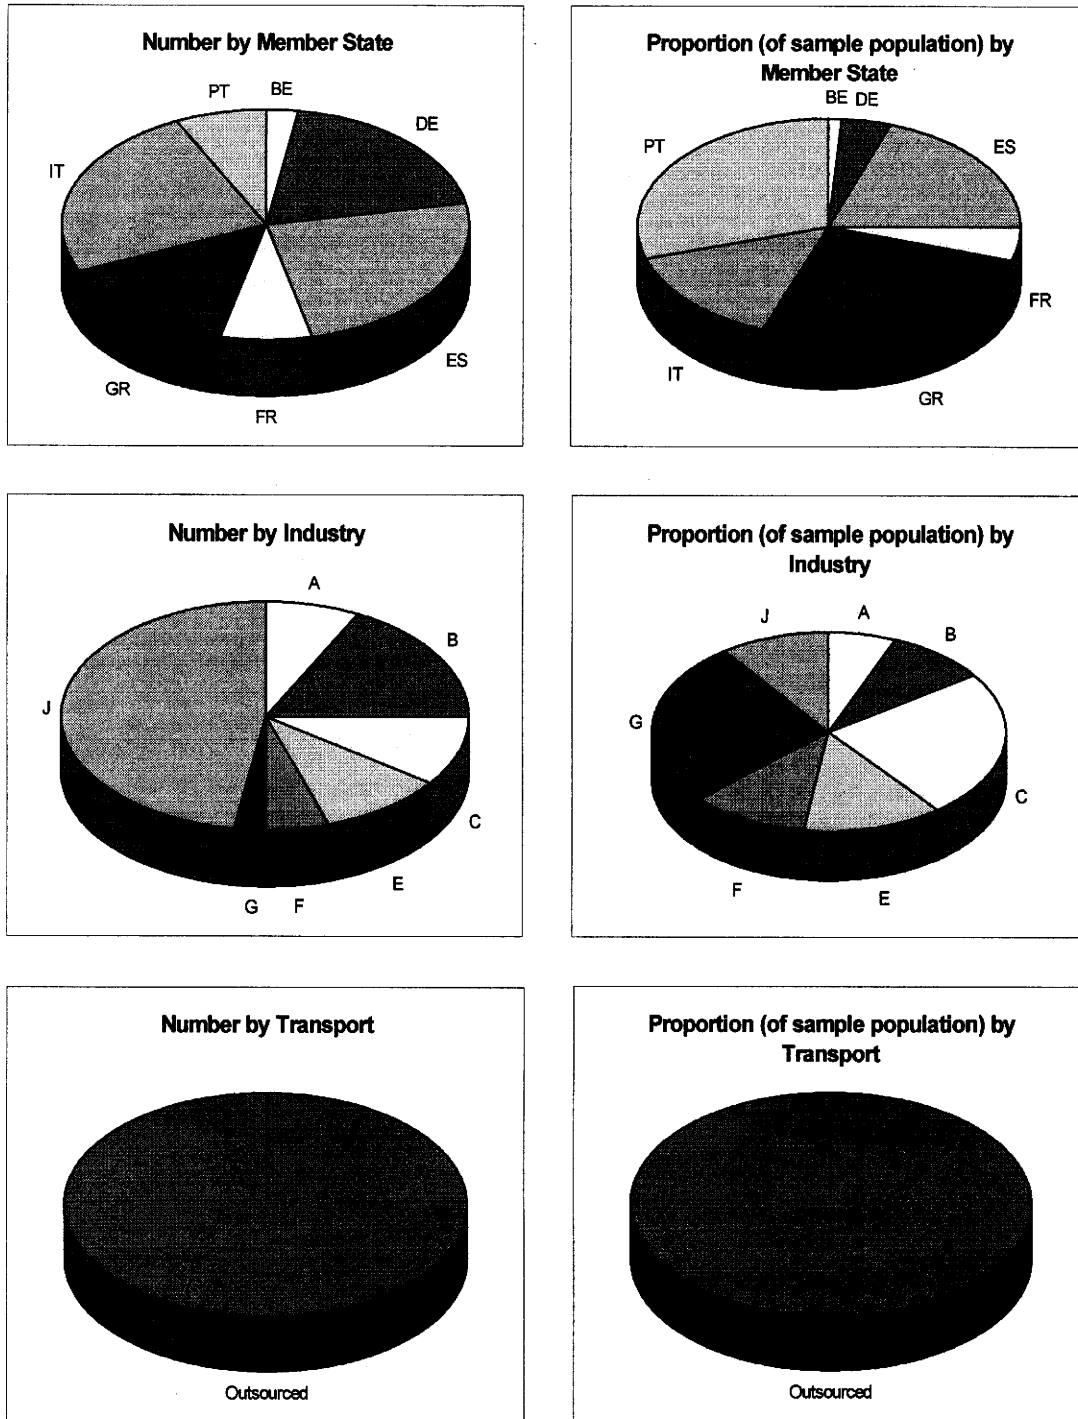 Number by Member State
PT
BE
DE
IT
ES
GR
FR
Proportion (of sample population) by
Member State
BE
DE
PT
ES
FR
IT
GR
Number by Industry
A
B
J
C
E
G
F
Proportion (of sample population) by
Industry
J
A
B
G
C
F
E
Number by Transport
Outsourced
Proportion (of sample population) by
Transport
Outsourced